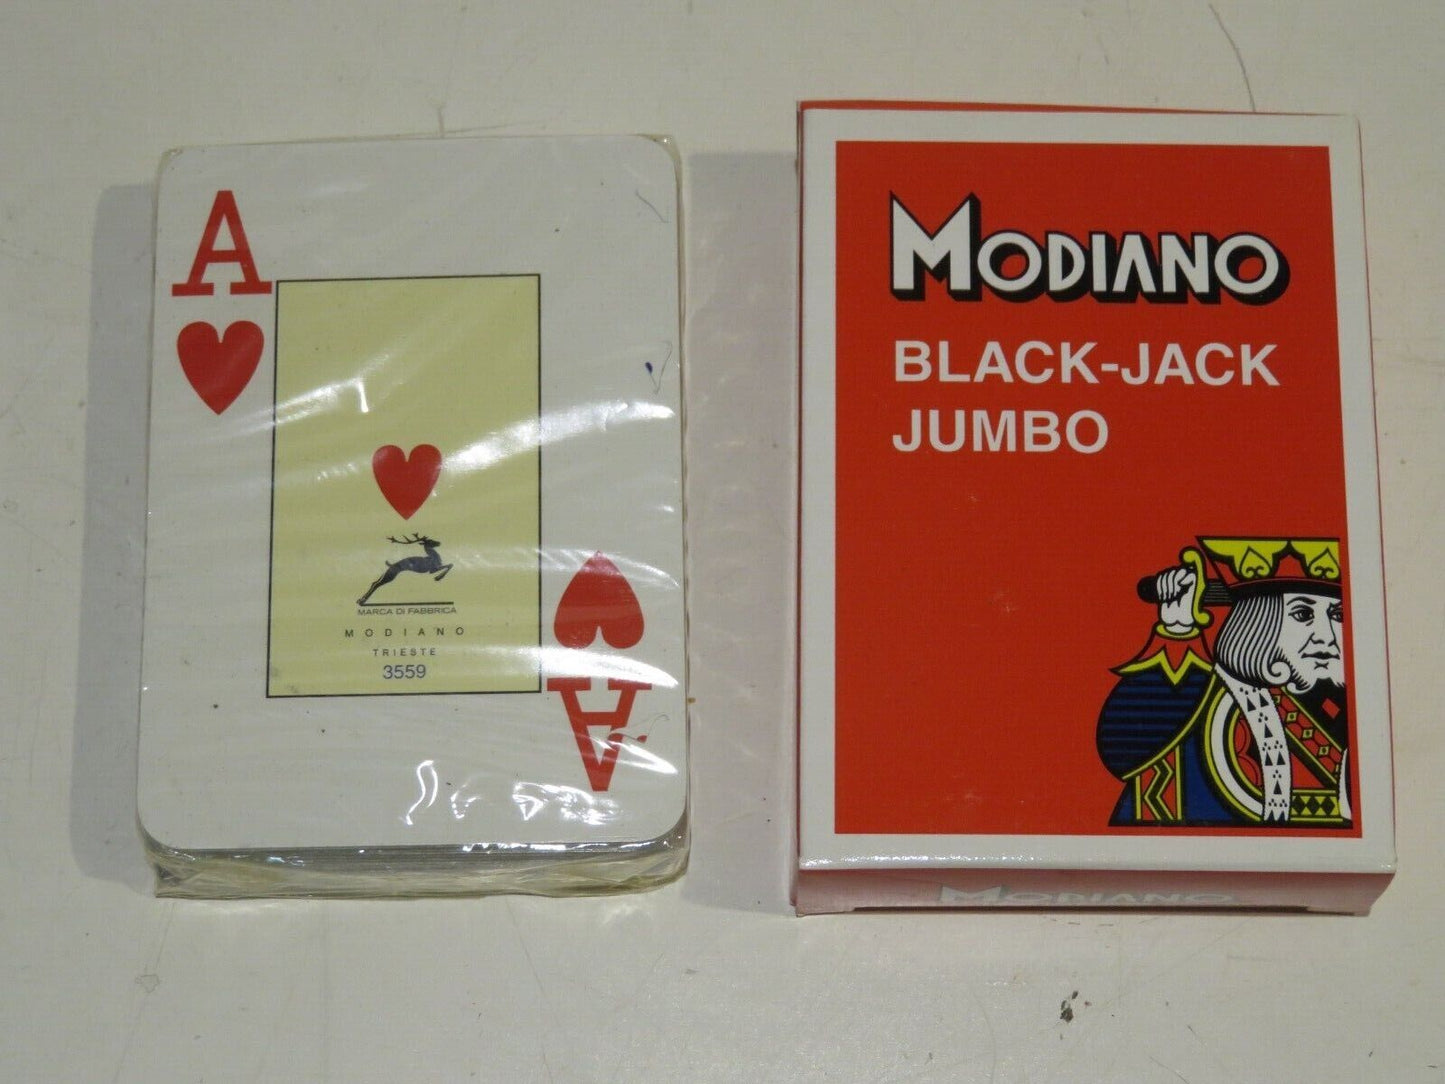 A
MARCA DI FABBRICA
MODIANO
TRIESTE
3559
A
MODIANO
BLACK-JACK
JUMBO
MODIANO